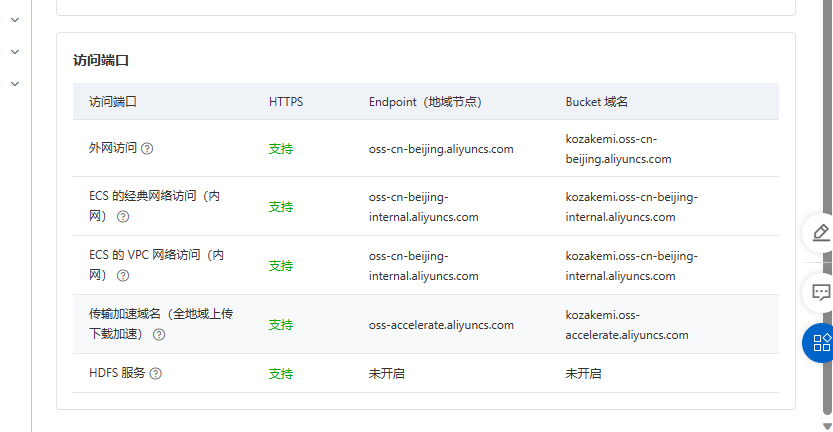 访问端口
访问端口 HTTPS Endpoint（地域节点） Bucket 域名
外网访问 支持 oss-cn-beijing.aliyuncs.com kozakemi.oss-cn-
beijing.aliyuncs.com
ECS 的经典网络访问（内 支持 oss-cn-beijing- kozakemi.oss-cn-beijing-
网） internal.aliyuncs.com internal.aliyuncs.com
ECS 的 VPC 网络访问（内 支持 oss-cn-beijing- kozakemi.oss-cn-beijing-
网） internal.aliyuncs.com internal.aliyuncs.com
传输加速域名（全地域上传 支持 oss-accelerate.aliyuncs.com kozakemi.oss-
下载加速） accelerate.aliyuncs.com
HDFS 服务 支持 未开启 未开启